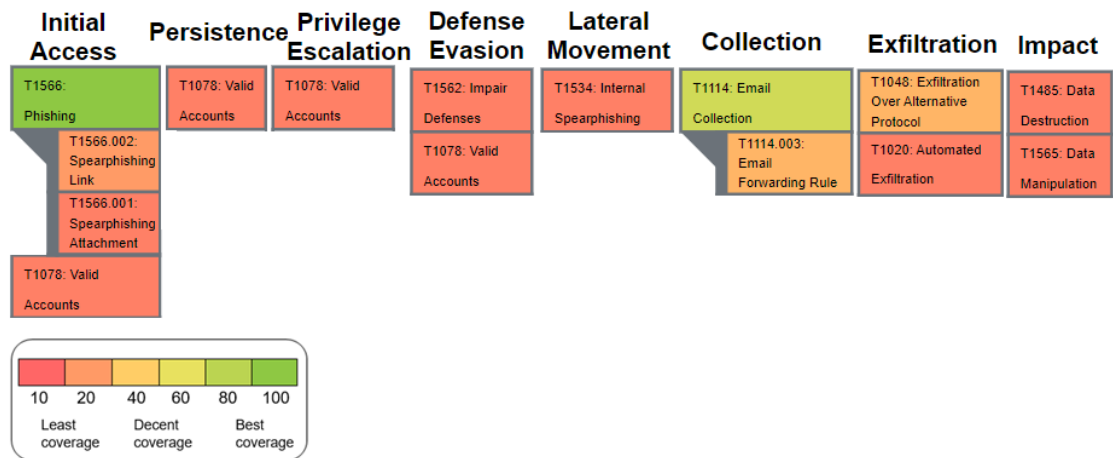 Initial
Access
Persistence
Privilege
Escalation
Defense
Evasion
Lateral
Movement
Collection
Exfiltration
Impact
T1566:
Phishing
T1566.002:
Spearphishing
Link
T1566.001:
Spearphishing
Attachment
T1078: Valid
Accounts
T1078: Valid
Accounts
T1078: Valid
Accounts
T1562: Impair
Defenses
T1078: Valid
Accounts
T1534: Internal
Spearphishing
T1114: Email
Collection
T1114.003:
Email
Forwarding Rule
T1048: Exfiltration
Over Alternative
Protocol
T1020: Automated
Exfiltration
T1485: Data
Destruction
T1565: Data
Manipulation
10 20 40 60 80 100
Least
coverage
Decent
coverage
Best
coverage